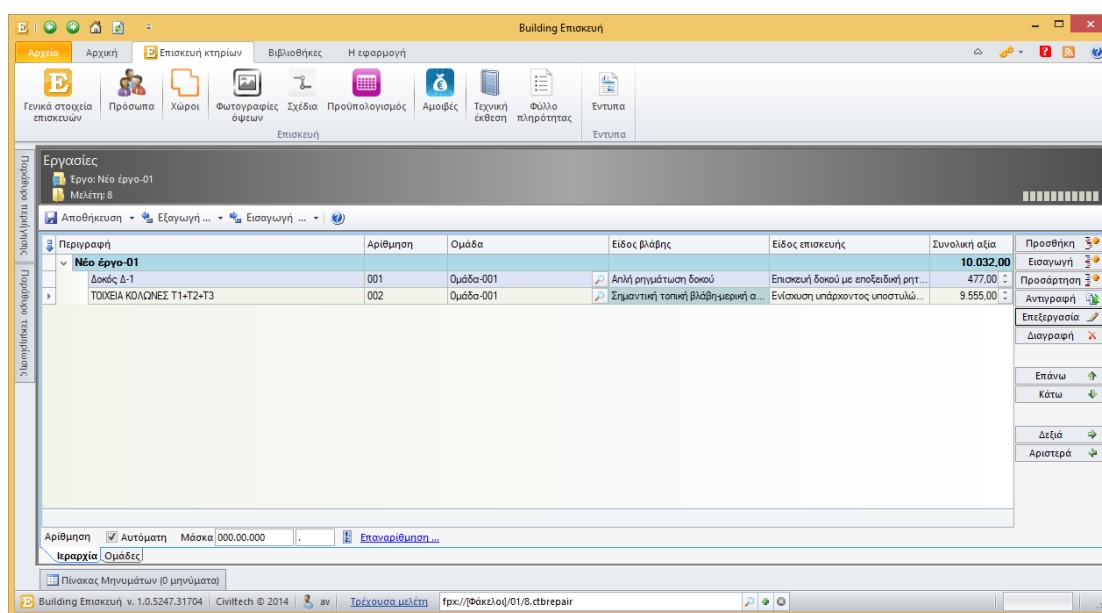 Building Επισκευή
Αρχείο Αρχική Επισκευή κτηρίων Βιβλιοθήκες Η εφαρμογή
Γενικά στοιχεία επισκευών Πρόσωπα Χώροι Φωτογραφίες όψεων Σχέδια Προϋπολογισμός Αμοιβές Τεχνική έκθεση Φύλλο πληρότητας Έντυπα
Επισκευή Έντυπα
Παράθυρο περιήγησης
Παράθυρο τεκμηρίωσης
Εργασίες
Έργο: Νέο έργο-01
Μελέτη: 8
Αποθήκευση Εξαγωγή ... Εισαγωγή ...
Περιγραφή Αρίθμηση Ομάδα Είδος βλάβης Είδος επισκευής Συνολική αξία
Νέο έργο-01 10.032,00
Δοκός Δ-1 001 Ομάδα-001 Απλή ρηγμάτωση δοκού Επισκευή δοκού με εποξειδική ρητ... 477,00
ΤΟΙΧΕΙΑ ΚΟΛΩΝΕΣ Τ1+Τ2+Τ3 002 Ομάδα-001 Σημαντική τοπική βλάβη-μερική α... Ενίσχυση υπάρχοντος υποστυλώ... 9.555,00
Προσθήκη
Εισαγωγή
Προσάρτηση
Αντιγραφή
Επεξεργασία
Διαγραφή
Επάνω
Κάτω
Δεξιά
Αριστερά
Αρίθμηση Αυτόματη Μάσκα 000.00.000 . Επαναρίθμηση ...
Ιεραρχία Ομάδες
Πίνακας Μηνυμάτων (0 μηνύματα)
Building Επισκευή v. 1.0.5247.31704 Civiltech © 2014 av Τρέχουσα μελέτη fpx://[Φάκελοι]/01/8.ctbrepair